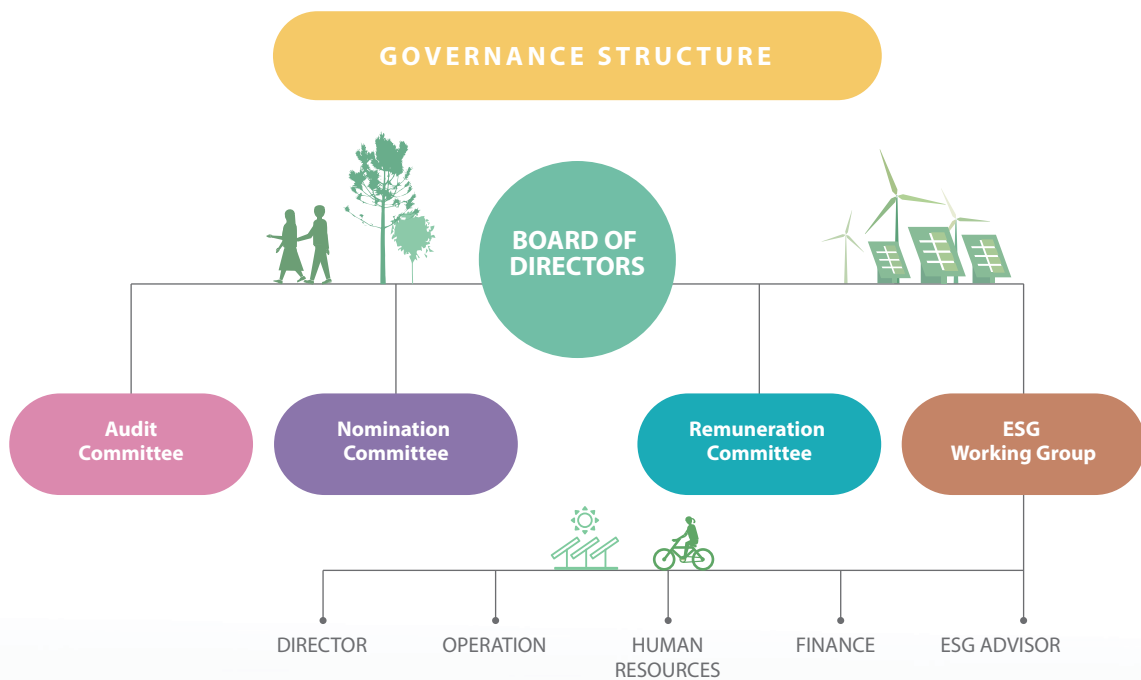 GOVERNANCE STRUCTURE
BOARD OF
DIRECTORS
Audit
Committee
Nomination
Committee
Remuneration
Committee
ESG
Working Group
DIRECTOR
OPERATION
HUMAN
RESOURCES
FINANCE
ESG ADVISOR